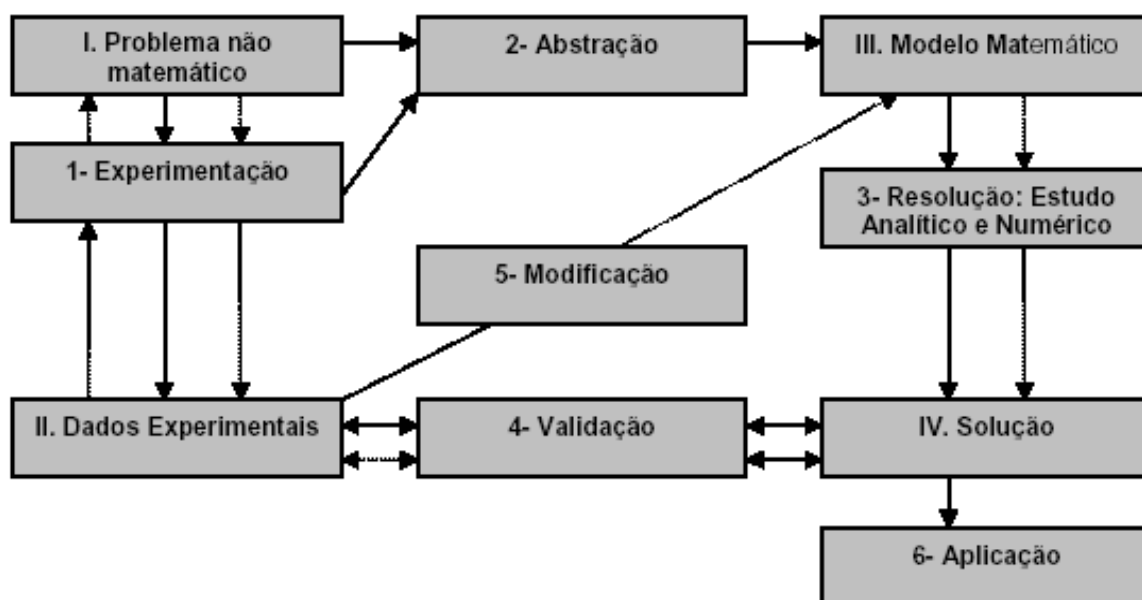 I. Problema não
matemático
2- Abstração
III. Modelo Matemático
1- Experimentação
3- Resolução: Estudo
Analítico e Numérico
5- Modificação
II. Dados Experimentais
4- Validação
IV. Solução
6- Aplicação